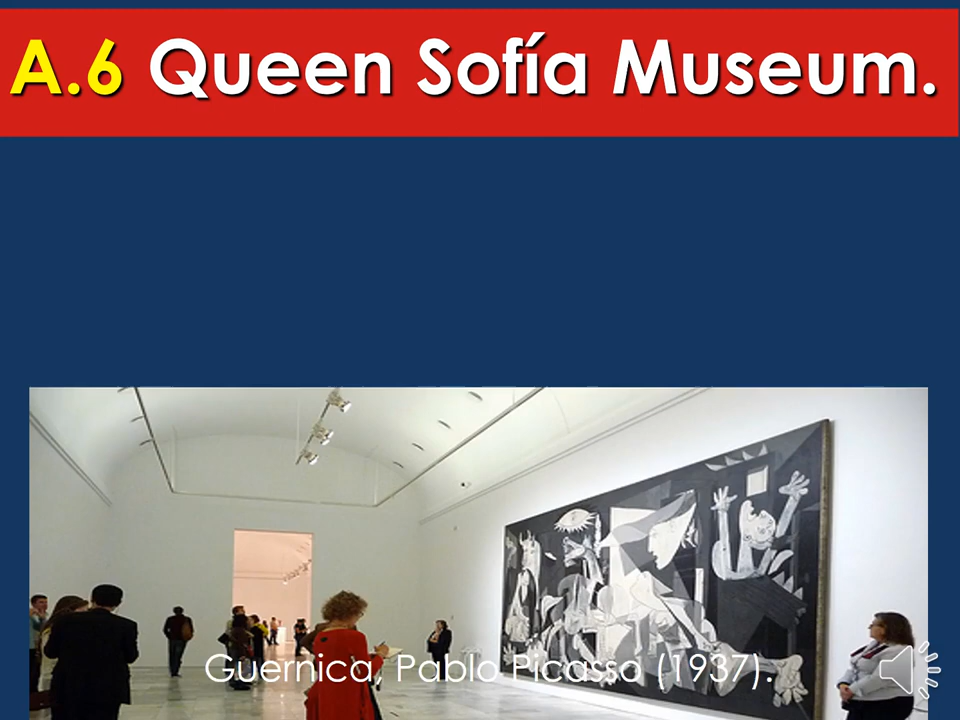 A.6 Queen Sofía Museum.
Guernica, Pablo Picasso (1937).